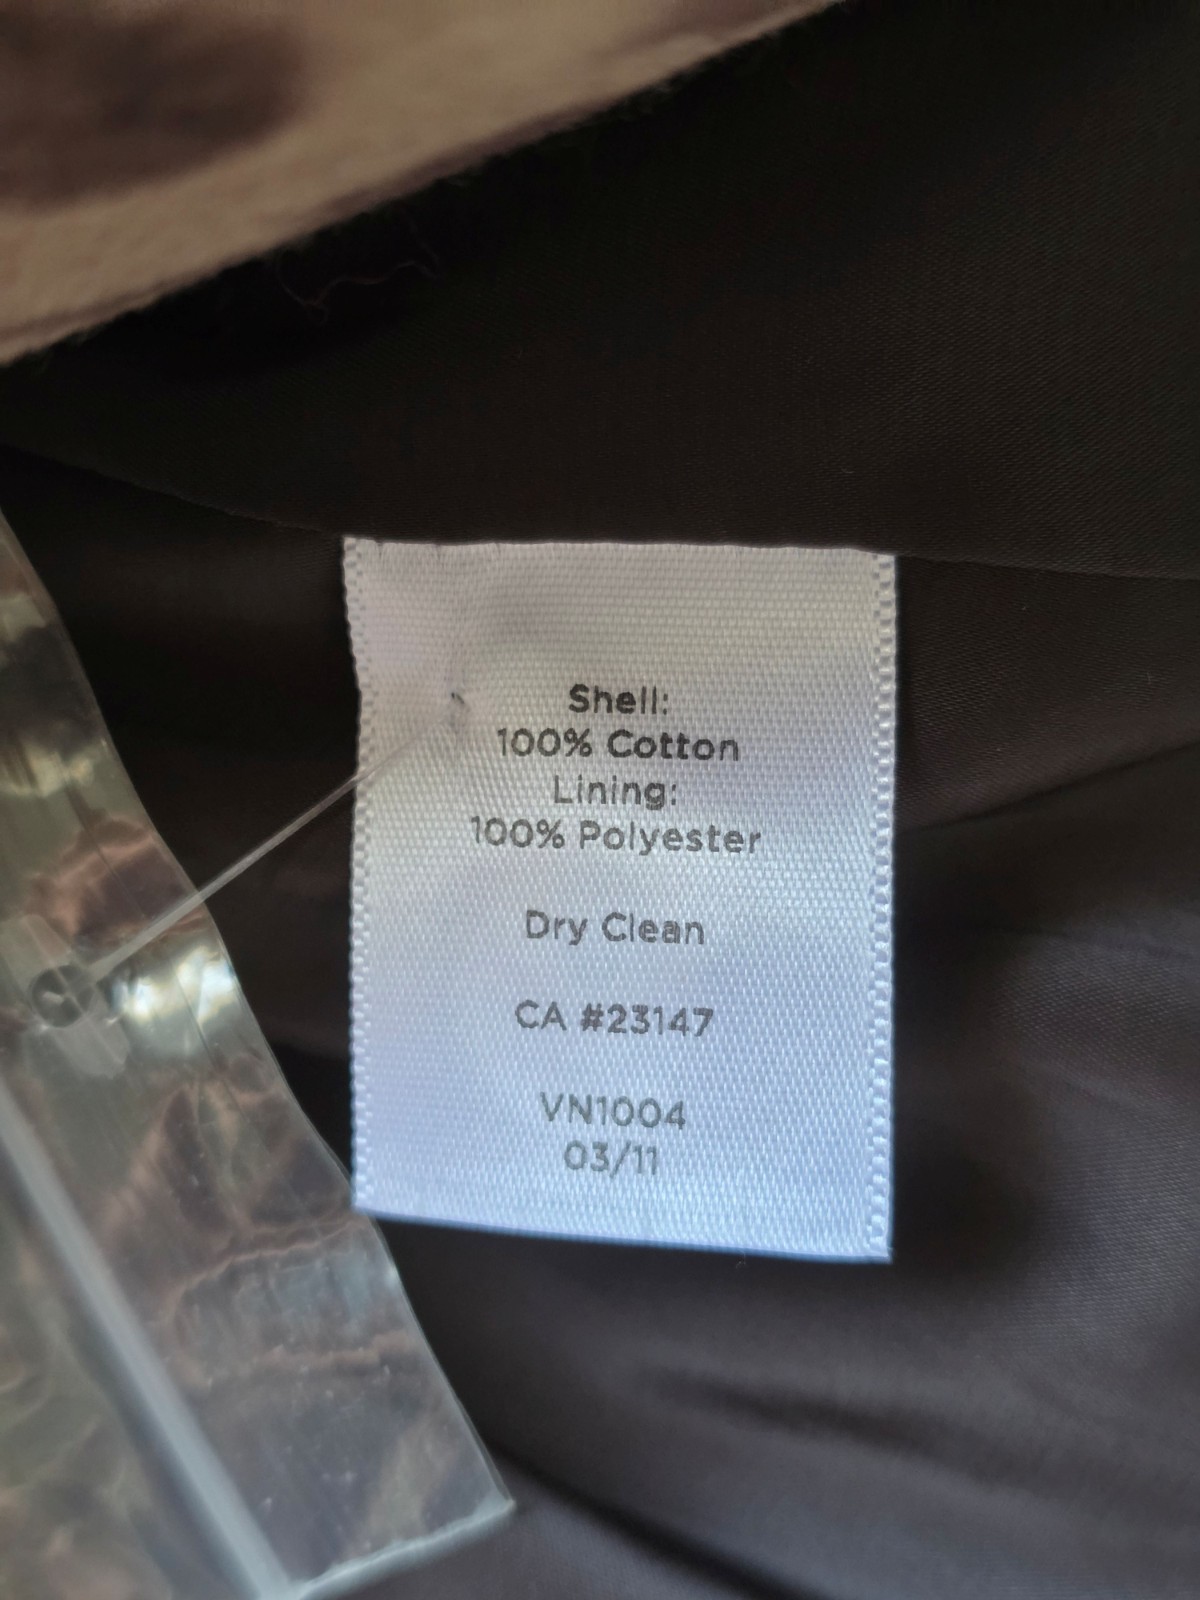 Shell:
100% Cotton
Lining:
100% Polyester
Dry Clean
CA #23147
VN1004
03/11